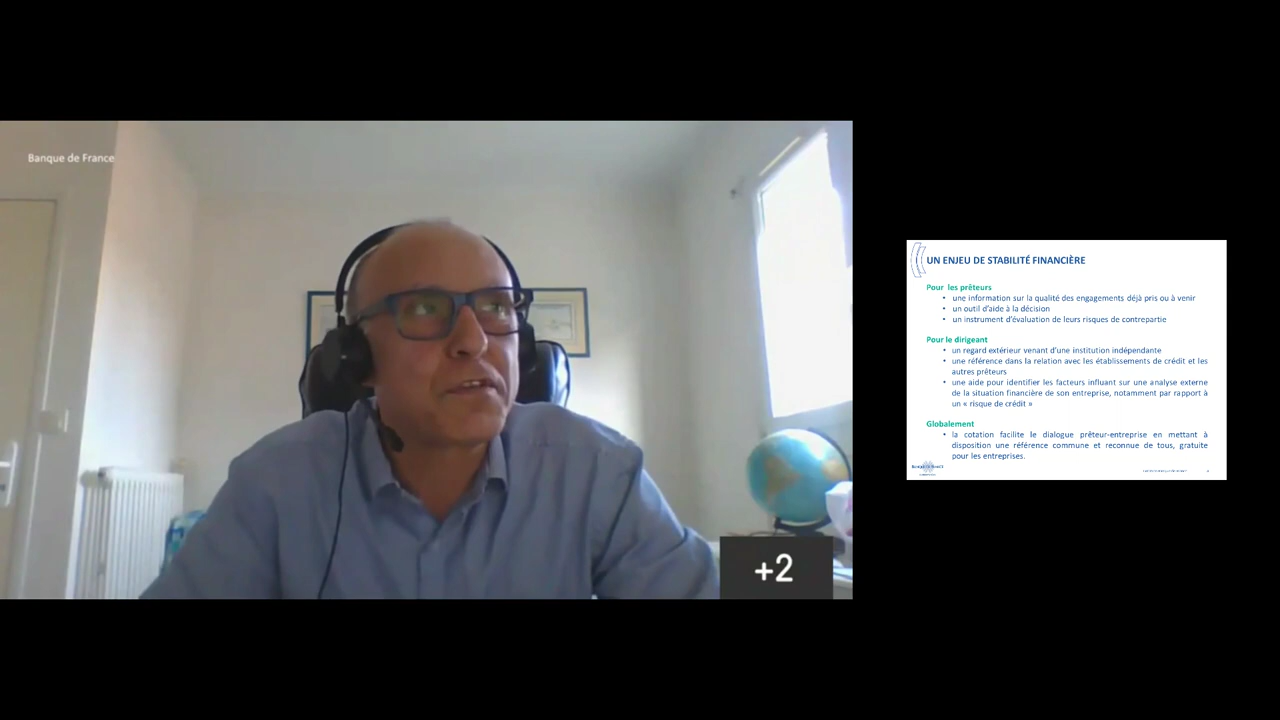 Banque de France
+2
UN ENJEU DE STABILITÉ FINANCIÈRE
Pour les prêteurs
• une information sur la qualité des engagements déjà pris ou à venir
• un outil d'aide à la décision
• un instrument d'évaluation de leurs risques de contrepartie
Pour le dirigeant
• un regard extérieur venant d'une institution indépendante
• une référence dans la relation avec les établissements de crédit et les
autres prêteurs
• une aide pour identifier les facteurs influant sur une analyse externe
de la situation financière de son entreprise, notamment par rapport à
un « risque de crédit »
Globalement
• la cotation facilite le dialogue prêteur-entreprise en mettant à
disposition une référence commune et reconnue de tous, gratuite
pour les entreprises.